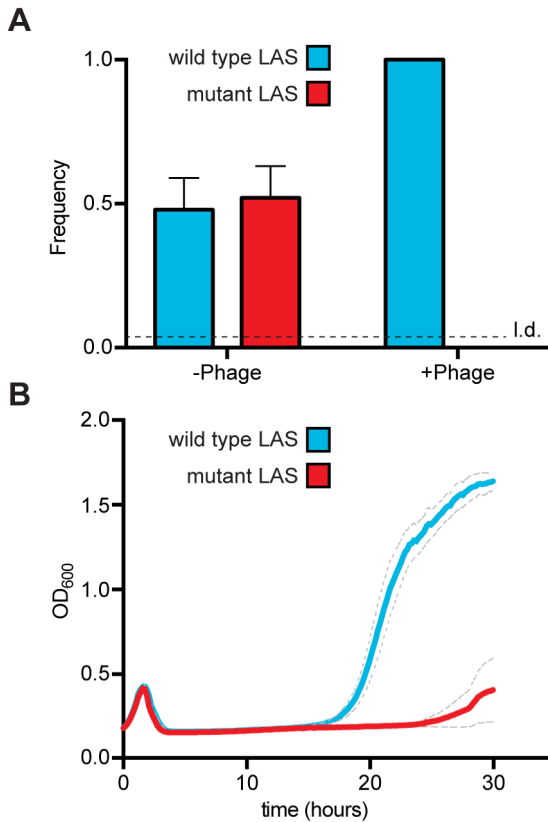 A
wild type LAS
mutant LAS
Frequency
1.0
0.5
0.0
l.d.
-Phage
+Phage
B
wild type LAS
mutant LAS
OD600
2.0
1.5
1.0
0.5
0.0
0
10
20
30
time (hours)